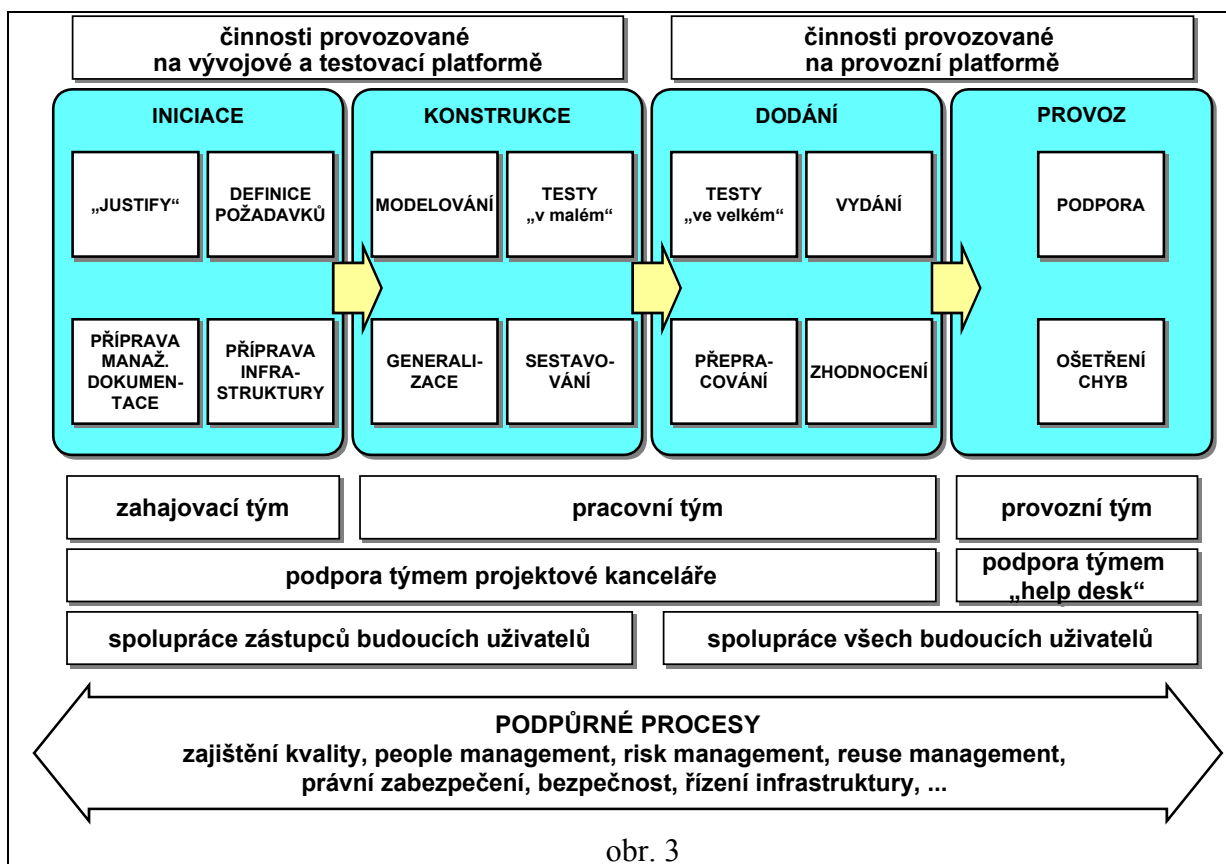 činnosti provozované
na vývojové a testovací platformě
činnosti provozované
na provozní platformě
INICIACE
„JUSTIFY“
DEFINICE
POŽADAVKŮ
PŘÍPRAVA
MANAŽ.
DOKUMEN-
TACE
PŘÍPRAVA
INFRA-
STRUKTURY
KONSTRUKCE
MODELOVÁNÍ
TESTY
„v malém“
GENERALI-
ZACE
SESTAVO-
VÁNÍ
DODÁNÍ
TESTY
„ve velkém“
VYDÁNÍ
PŘEPRA-
COVÁNÍ
ZHODNOCENÍ
PROVOZ
PODPORA
OŠETŘENÍ
CHYB
zahajovací tým
pracovní tým
provozní tým
podpora týmem projektové kanceláře
podpora týmem
„help desk“
spolupráce zástupců budoucích uživatelů
spolupráce všech budoucích uživatelů
PODPŮRNÉ PROCESY
zajištění kvality, people management, risk management, reuse management,
právní zabezpečení, bezpečnost, řízení infrastruktury, ...
obr. 3